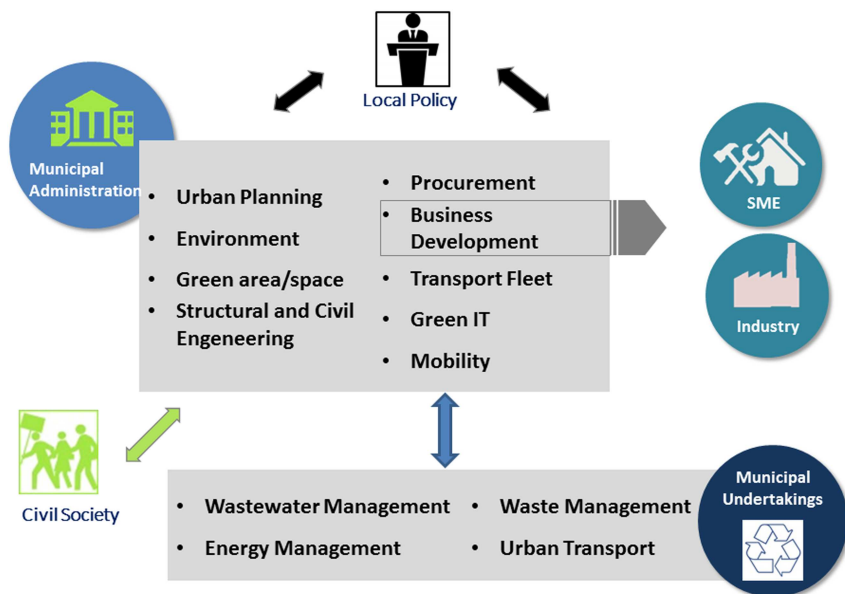 Local Policy
Municipal
Administration
• Urban Planning
• Environment
• Green area/space
• Structural and Civil
Engeneering
• Procurement
• Business
Development
• Transport Fleet
• Green IT
• Mobility
SME
Industry
Civil Society
• Wastewater Management
• Energy Management
• Waste Management
• Urban Transport
Municipal
Undertakings